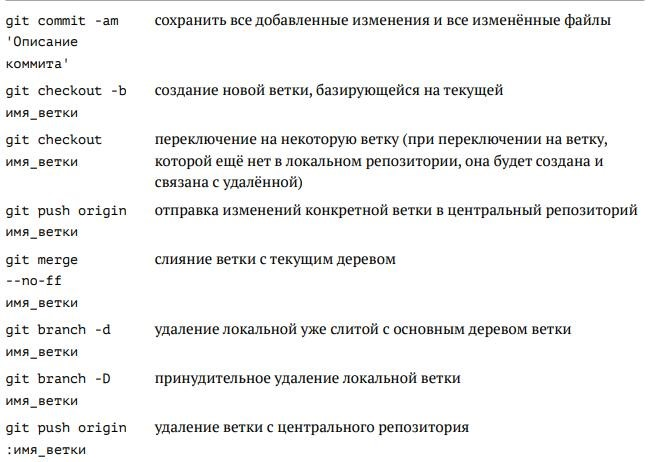 git commit -am сохранить все добавленные изменения и все изменённые файлы
'Описание
коммита'
git checkout -b создание новой ветки, базирующейся на текущей
имя_ветки
git checkout переключение на некоторую ветку (при переключении на ветку,
имя_ветки которой ещё нет в локальном репозитории, она будет создана и
связана с удалённой)
git push origin отправка изменений конкретной ветки в центральный репозиторий
имя_ветки
git merge слияние ветки с текущим деревом
--no-ff
имя_ветки
git branch -d удаление локальной уже слитой с основным деревом ветки
имя_ветки
git branch -D принудительное удаление локальной ветки
имя_ветки
git push origin удаление ветки с центрального репозитория
:имя_ветки